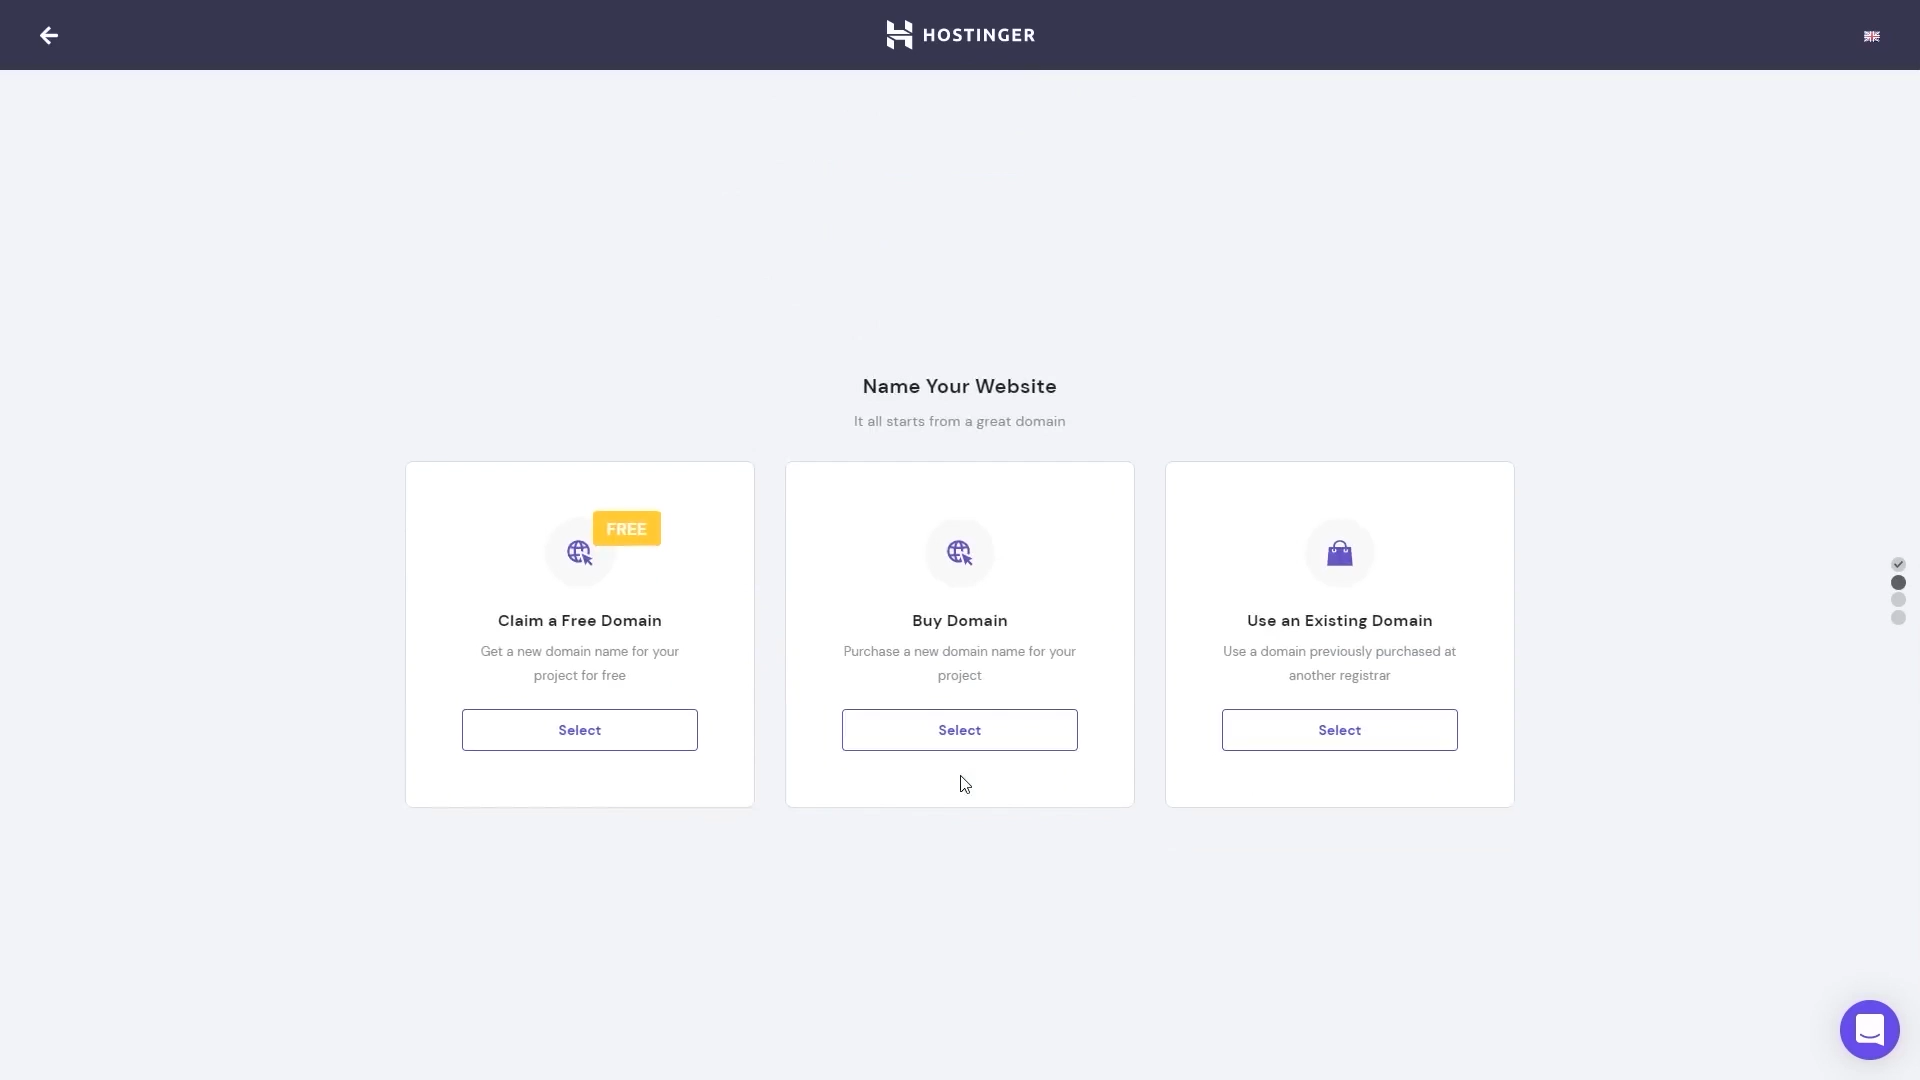 HOSTINGER
Name Your Website
It all starts from a great domain
FREE
Claim a Free Domain
Get a new domain name for your
project for free
Select
Buy Domain
Purchase a new domain name for your
project
Select
Use an Existing Domain
Use a domain previously purchased at
another registrar
Select